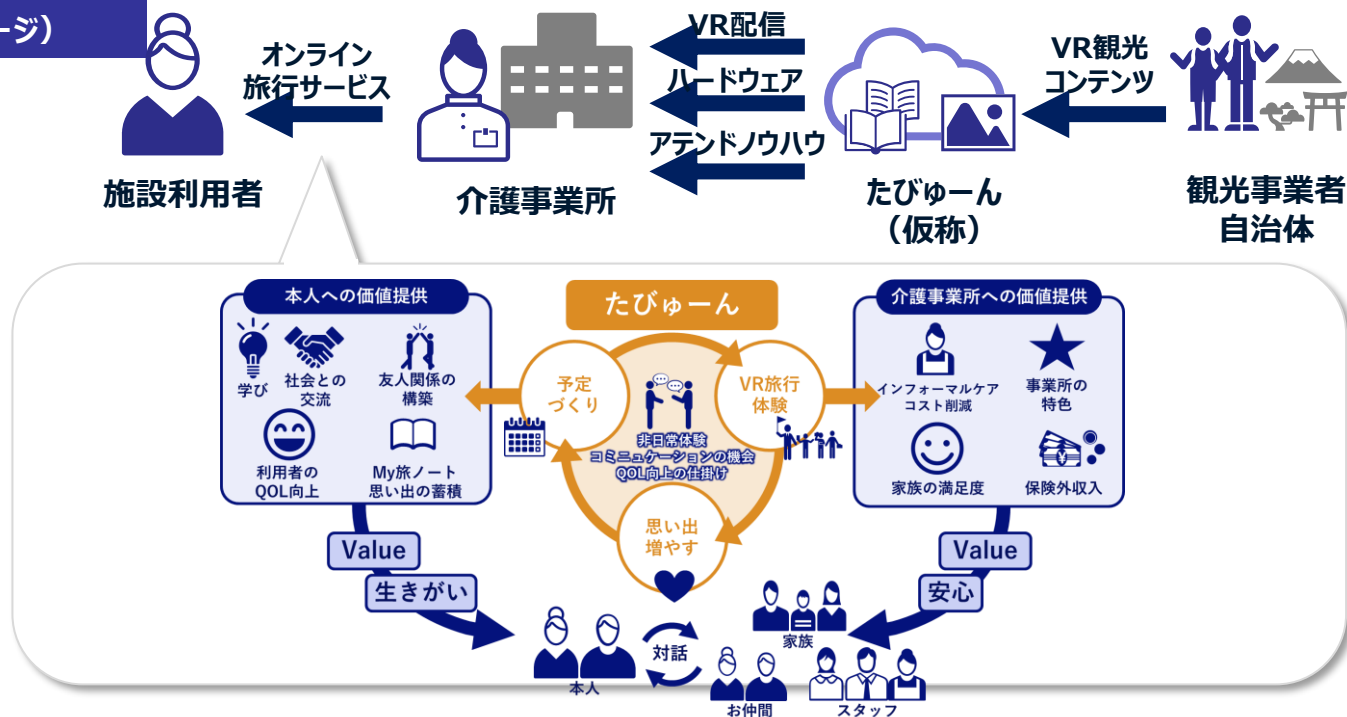 ージ）
オンライン
旅行サービス
VR配信
ハードウェア
アテンドノウハウ
VR観光
コンテンツ
施設利用者
介護事業所
たびゅーん
（仮称）
観光事業者
自治体
本人への価値提供
学び
社会との
交流
友人関係の
構築
利用者の
QOL向上
My旅ノート
思い出の蓄積
たびゅーん
予定
づくり
VR旅行
体験
非日常体験
コミニュケーションの機会
QOL向上の仕掛け
思い出
増やす
介護事業所への価値提供
インフォーマルケア
コスト削減
事業所の
特色
家族の満足度
保険外収入
Value
生きがい
Value
安心
本人
対話
家族
お仲間
スタッフ